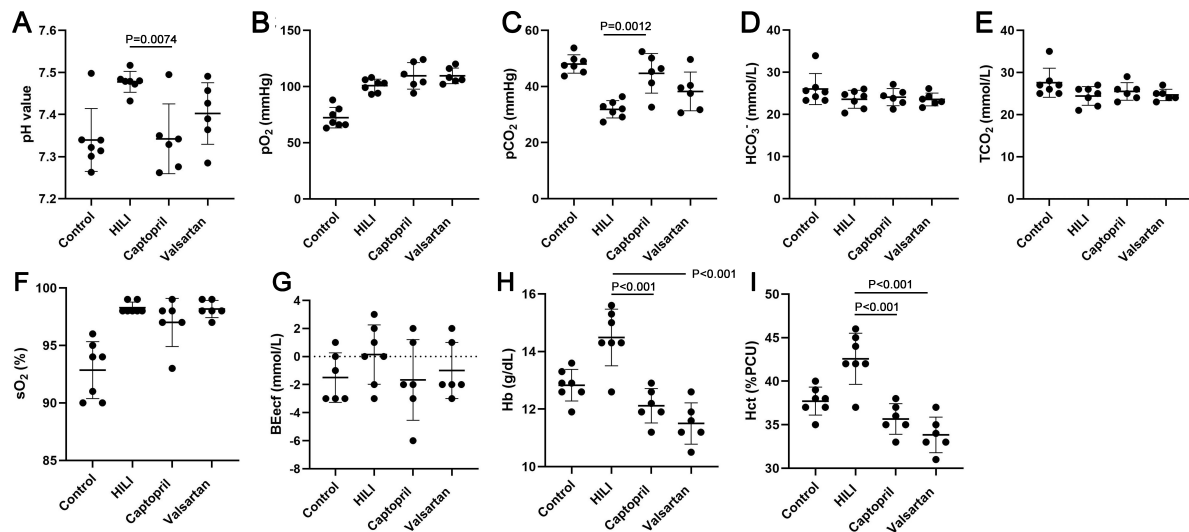 A
pH value
7.6
7.5
7.4
7.3
7.2
P=0.0074
Control
HILI
Captopril
Valsartan
B
pO2 (mmHg)
150
100
50
0
Control
HILI
Captopril
Valsartan
C
pCO2 (mmHg)
60
40
20
0
P=0.0012
Control
HILI
Captopril
Valsartan
D
HCO3- (mmol/L)
40
30
20
10
0
Control
HILI
Captopril
Valsartan
E
TCO2 (mmol/L)
40
30
20
10
0
Control
HILI
Captopril
Valsartan
F
sO2 (%)
100
95
90
85
Control
HILI
Captopril
Valsartan
G
BEecf (mmol/L)
4
2
0
-2
-4
-6
-8
Control
HILI
Captopril
Valsartan
H
Hb (g/dL)
16
14
12
10
P<0.001
P<0.001
Control
HILI
Captopril
Valsartan
I
Hct (%PCU)
50
45
40
35
30
P<0.001
P<0.001
Control
HILI
Captopril
Valsartan